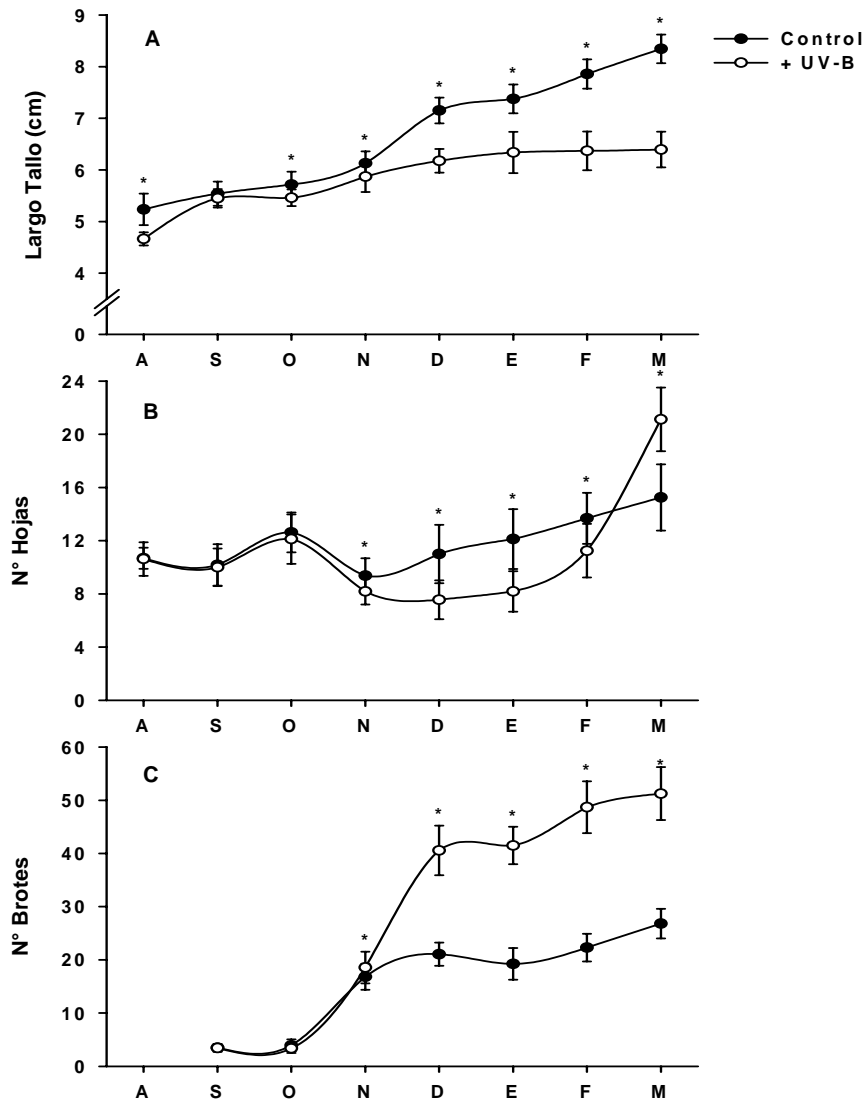 A
Control
+ UV-B
Largo Tallo (cm)
9
8
7
6
5
4
0
* * * * * * *
A S O N D E F M
B
N° Hojas
24
20
16
12
8
4
0
* * * * *
A S O N D E F M
C
N° Brotes
60
50
40
30
20
10
0
* * * * *
A S O N D E F M